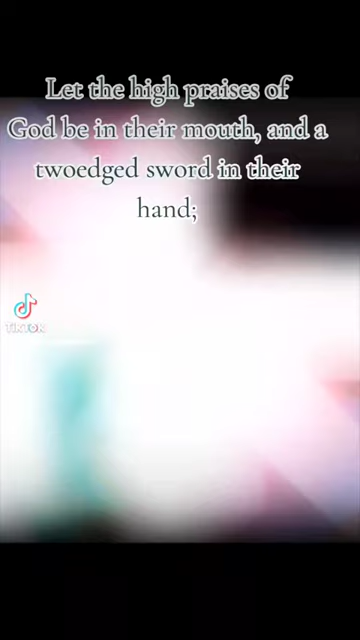 Let the high praises of
God be in their mouth, and a
twoedged sword in their
hand;
TikTok